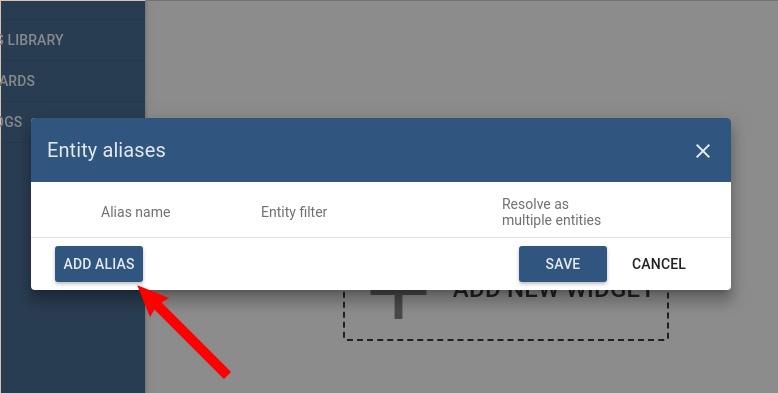 LIBRARY
ARDS
OGS
Entity aliases
Alias name
Entity filter
Resolve as
multiple entities
ADD ALIAS
SAVE
CANCEL
ADD NEW WIDGET